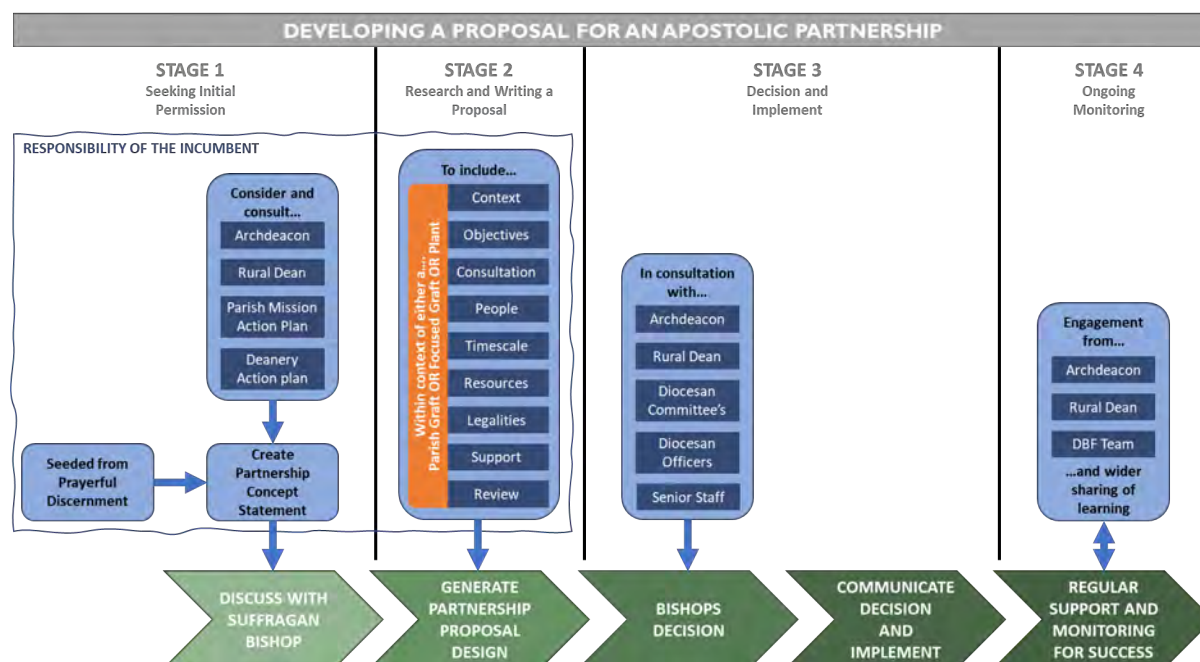 DEVELOPING A PROPOSAL FOR AN APOSTOLIC PARTNERSHIP
STAGE 1
Seeking Initial
Permission
STAGE 2
Research and Writing a
Proposal
STAGE 3
Decision and
Implement
STAGE 4
Ongoing
Monitoring
RESPONSIBILITY OF THE INCUMBENT
Consider and
consult...
Archdeacon
Rural Dean
Parish Mission
Action Plan
Deanery
Action plan
Seeded from
Prayerful
Discernment
Create
Partnership
Concept
Statement
To include...
Within context of either a....
Parish Graft OR Focused Graft OR Plant
Context
Objectives
Consultation
People
Timescale
Resources
Legalities
Support
Review
In consultation
with...
Archdeacon
Rural Dean
Diocesan
Committee's
Diocesan
Officers
Senior Staff
Engagement
from...
Archdeacon
Rural Dean
DBF Team
...and wider
sharing of
learning
DISCUSS WITH
SUFFRAGAN
BISHOP
GENERATE
PARTNERSHIP
PROPOSAL
DESIGN
BISHOPS
DECISION
COMMUNICATE
DECISION
AND
IMPLEMENT
REGULAR
SUPPORT AND
MONITORING
FOR SUCCESS